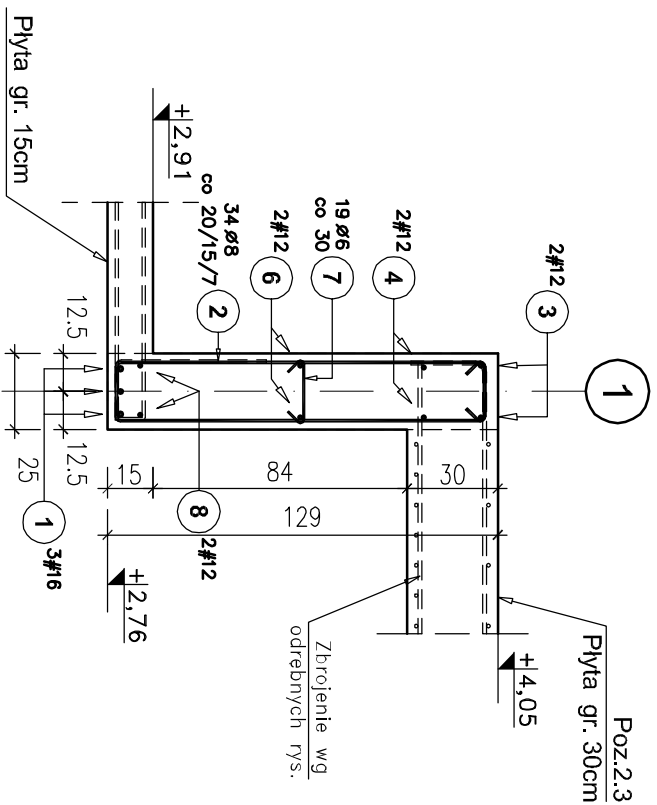 Poz.2.3
Płyta gr. 30cm
+4,05
1
2#12
3
2#12
4
19 ø6
co 30
7
2#12
6
34 ø8
co 20/15/7
2
+2,91
Płyta gr. 15cm
30
84
15
129
Zbrojenie wg
odrębnych rys.
8
2#12
+2,76
12.5
12.5
25
1
3#16